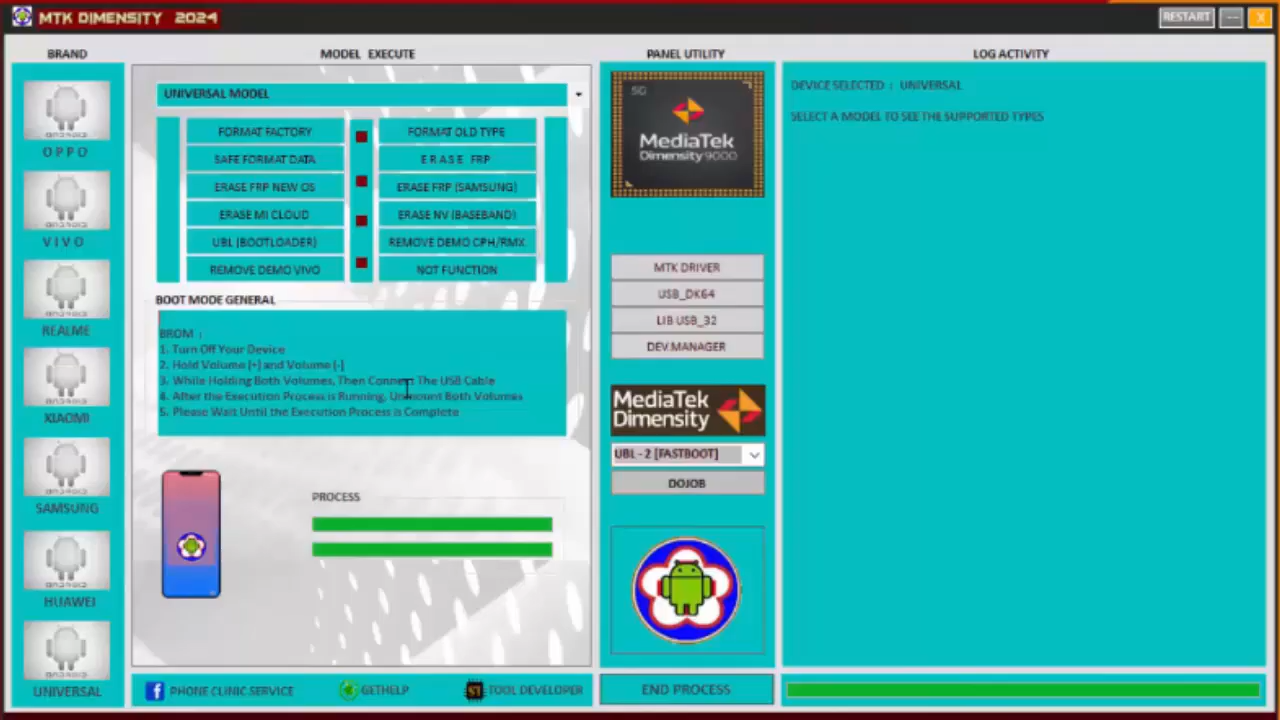 MTK DIMENSITY 2024
RESTART
BRAND
MODEL EXECUTE
PANEL UTILITY
LOG ACTIVITY
OPPO
VIVO
REALME
XIAOMI
SAMSUNG
HUAWEI
UNIVERSAL
UNIVERSAL MODEL
FORMAT FACTORY
FORMAT OLD TYPE
SAFE FORMAT DATA
ERASE FRP
ERASE FRP NEW OS
ERASE FRP (SAMSUNG)
ERASE MI CLOUD
ERASE NV (BASEBAND)
UBL (BOOTLOADER)
REMOVE DEMO CPH/RMX
REMOVE DEMO VIVO
NOT FUNCTION
BOOT MODE GENERAL
BROM :
1. Turn Off Your Device
2. Hold Volume [+] and Volume [-]
3. While Holding Both Volumes, Then Connect The USB Cable
4. After the Execution Process is Running, Unmount Both Volumes
5. Please Wait Until the Execution Process is Complete
PROCESS
PHONE CLINIC SERVICE
GETHELP
TOOL DEVELOPER
5G
MediaTek
Dimensity 9000
MTK DRIVER
USB_DK64
LIB USB_32
DEV.MANAGER
MediaTek
Dimensity
UBL - 2 [FASTBOOT]
DOJOB
END PROCESS
DEVICE SELECTED : UNIVERSAL
SELECT A MODEL TO SEE THE SUPPORTED TYPES